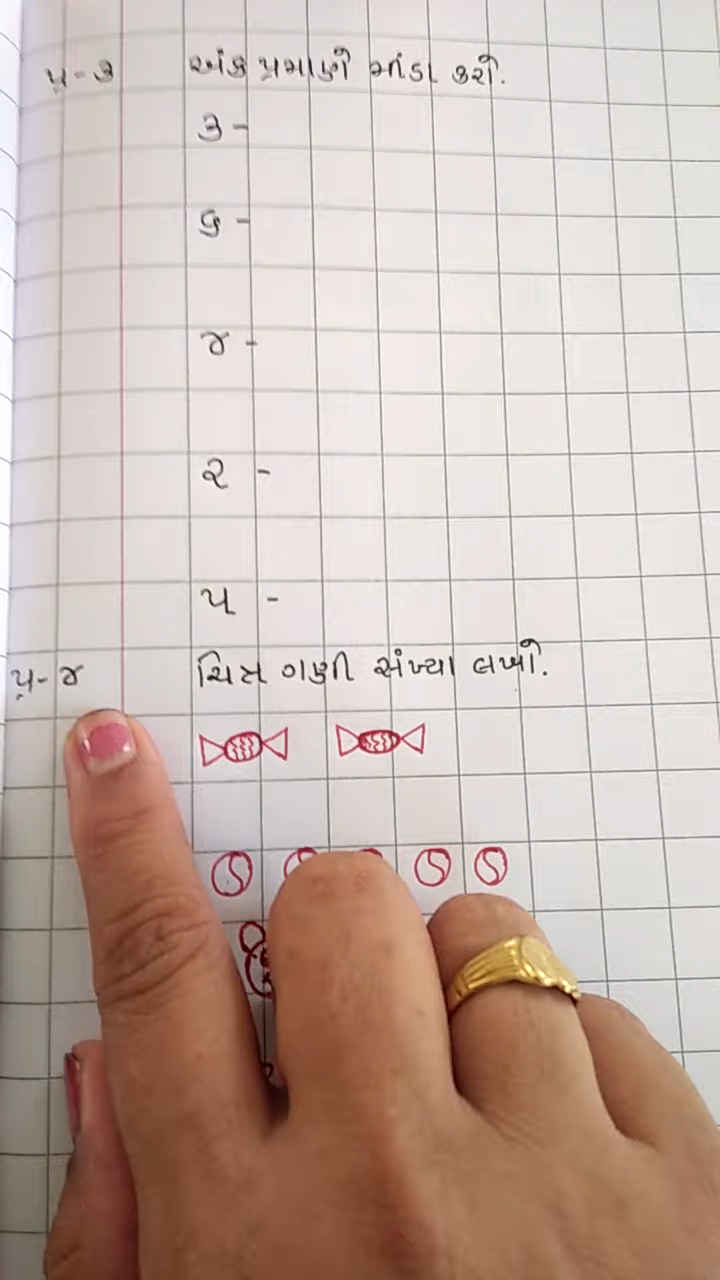 પ્ર-૩ અંક પ્રમાણે મીંડા કરો.
૩ -
૬ -
૪ -
૨ -
૫ -
પ્ર-૪ ચિત્ર ગણી સંખ્યા લખો.